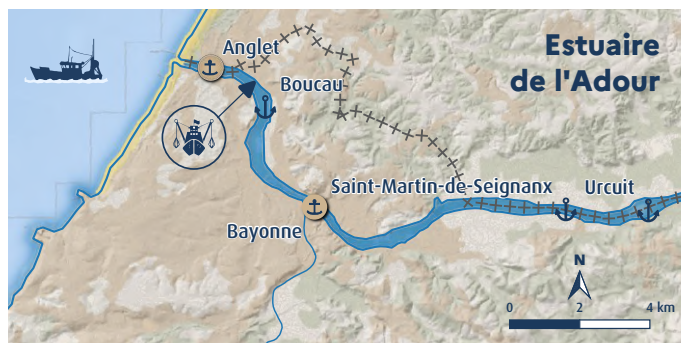 Estuaire
de l'Adour
Anglet
Boucau
Saint-Martin-de-Seignanx
Urcuit
Bayonne
N
0 2 4 km